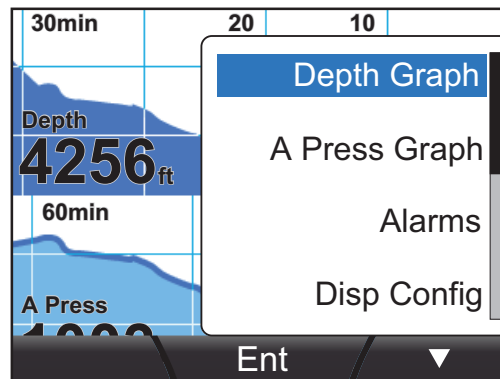 30min 20 10
Depth Graph
Depth
4256ft
A Press Graph
60min
Alarms
A Press
Disp Config
Ent